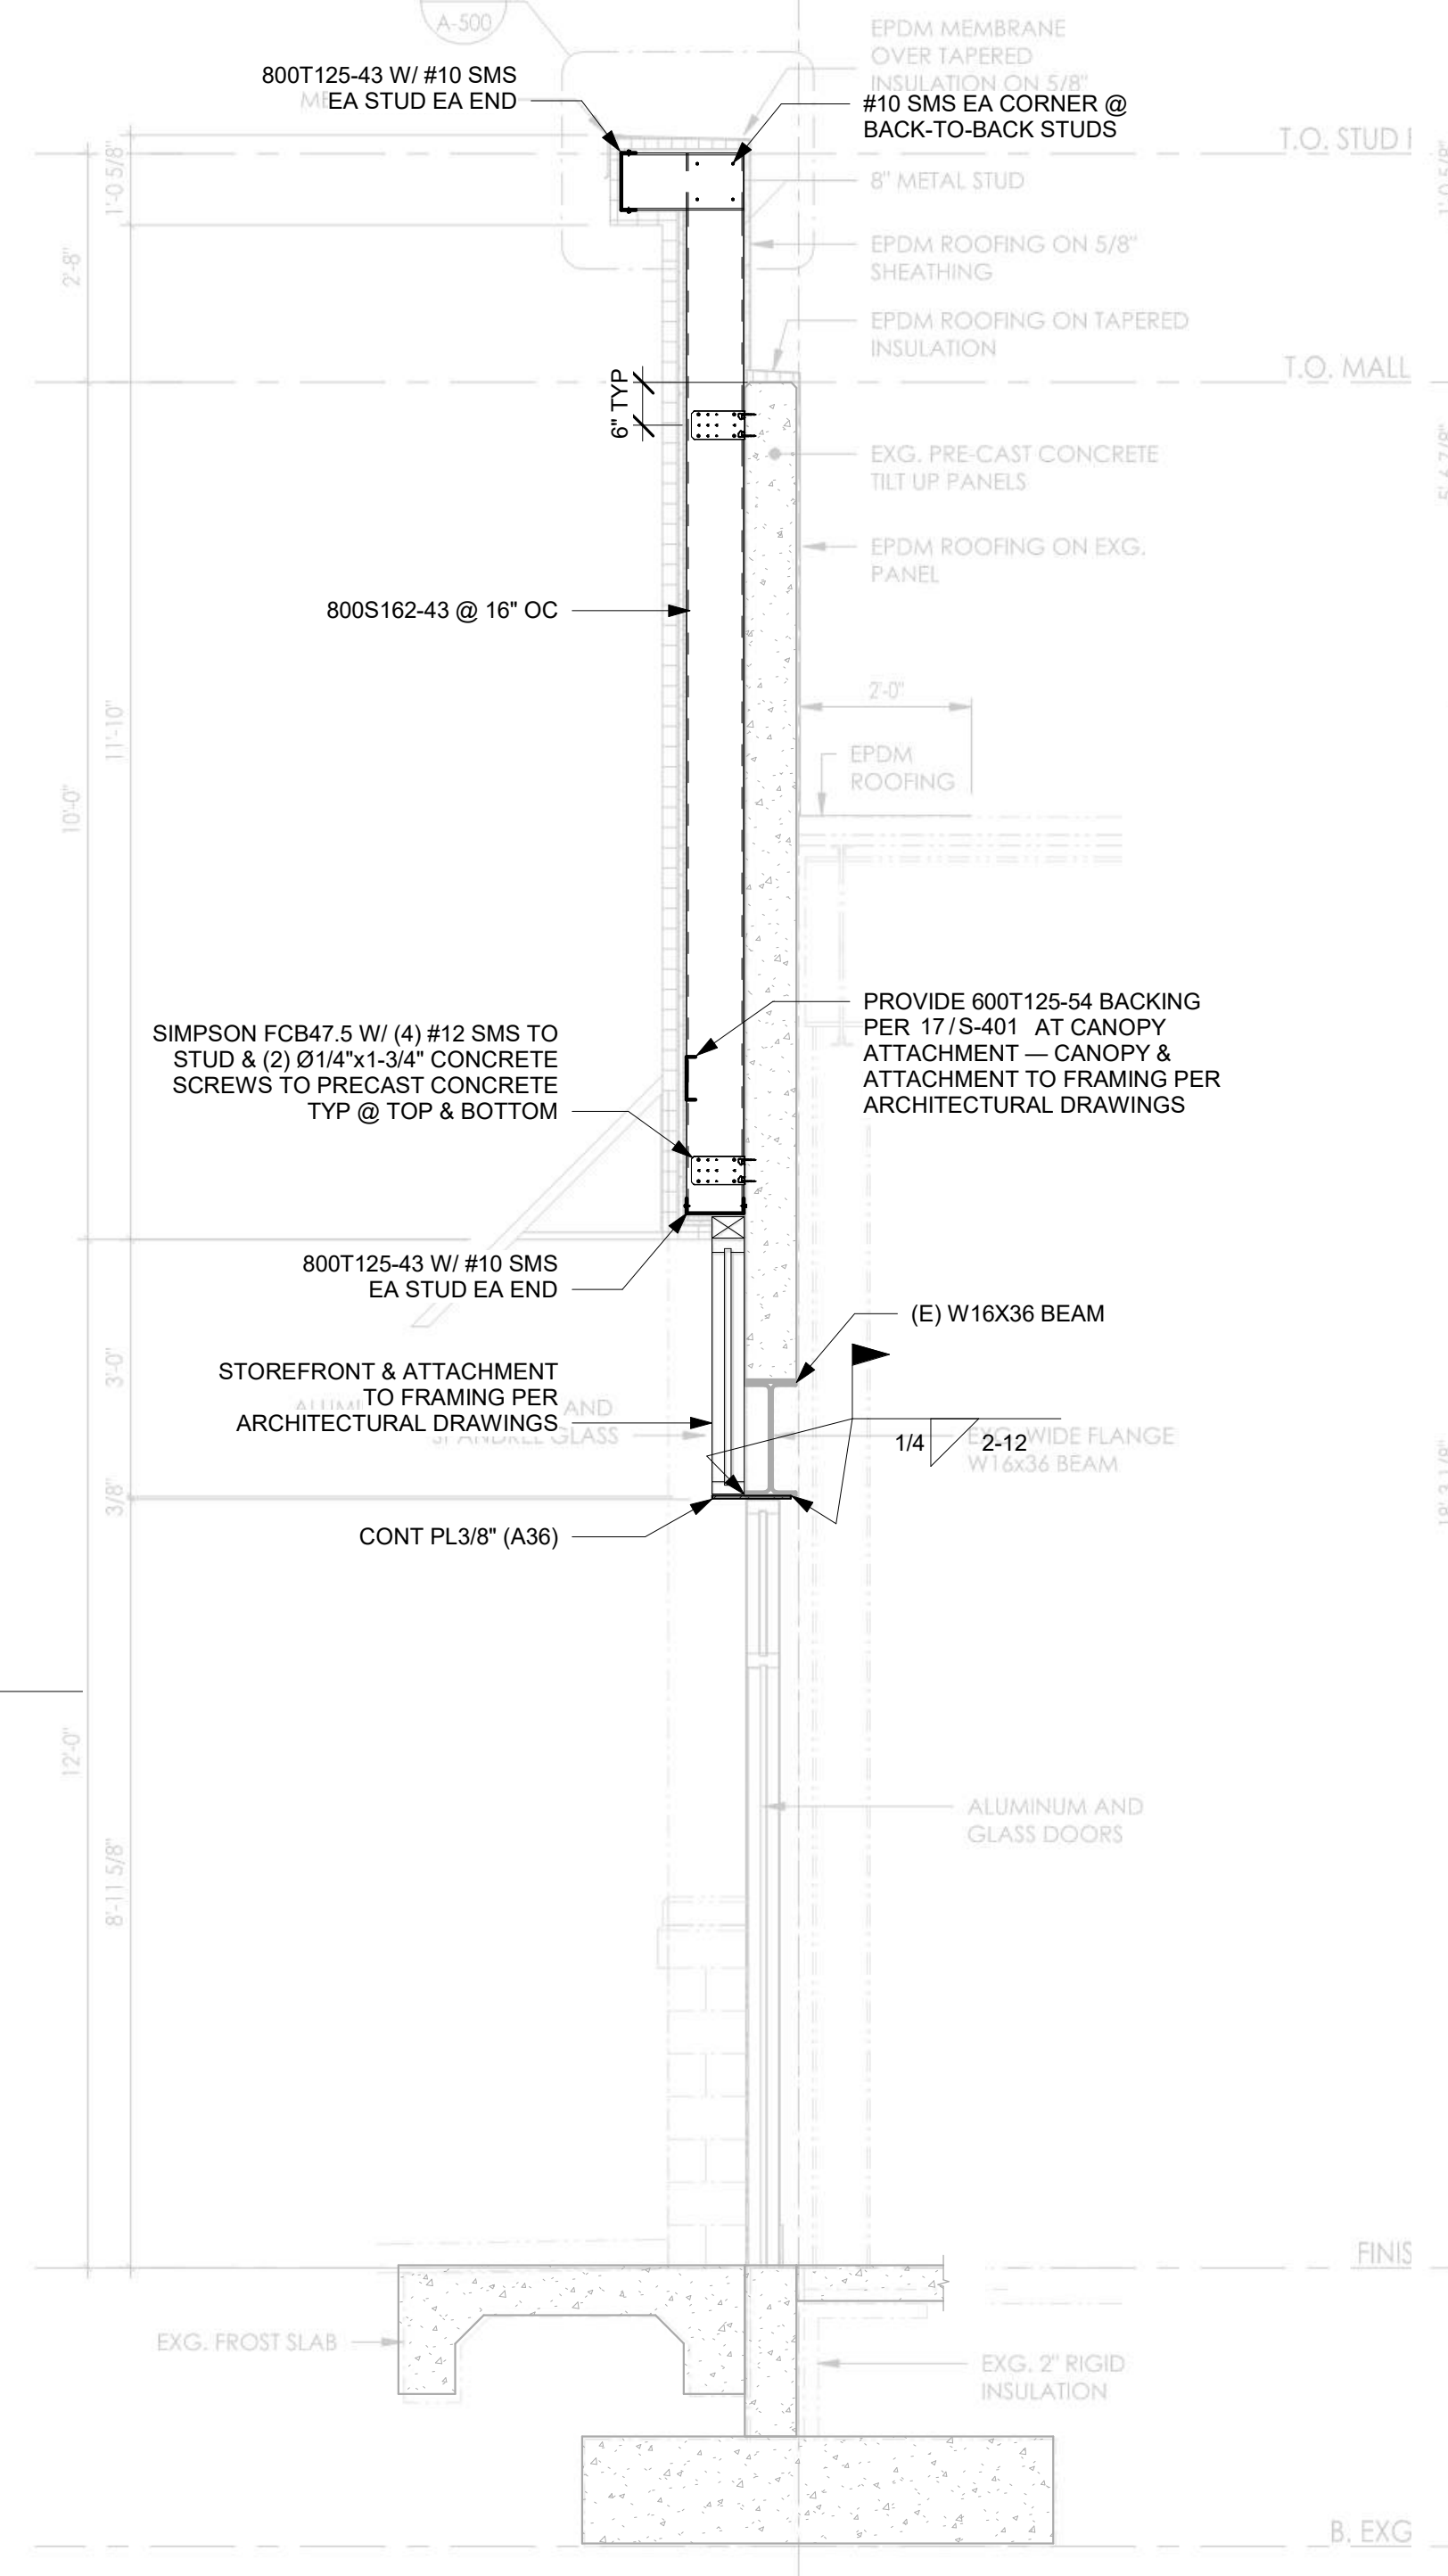 A-500
EPDM MEMBRANE
OVER TAPERED
INSULATION ON 5/8"
800T125-43 W/ #10 SMS
EA STUD EA END
#10 SMS EA CORNER @
BACK-TO-BACK STUDS
T.O. STUD
1'-0 5/8"
8" METAL STUD
2'-8"
EPDM ROOFING ON 5/8"
SHEATHING
EPDM ROOFING ON TAPERED
INSULATION
T.O. MALL
6" TYP
EXG. PRE-CAST CONCRETE
TILT UP PANELS
EPDM ROOFING ON EXG.
PANEL
800S162-43 @ 16" OC
2'-0"
11'-10"
EPDM
ROOFING
10'-0"
PROVIDE 600T125-54 BACKING
PER 17/S-401 AT CANOPY
ATTACHMENT — CANOPY &
ATTACHMENT TO FRAMING PER
ARCHITECTURAL DRAWINGS
SIMPSON FCB47.5 W/ (4) #12 SMS TO
STUD & (2) Ø1/4"x1-3/4" CONCRETE
SCREWS TO PRECAST CONCRETE
TYP @ TOP & BOTTOM
800T125-43 W/ #10 SMS
EA STUD EA END
(E) W16X36 BEAM
3'-0"
STOREFRONT & ATTACHMENT
TO FRAMING PER
ARCHITECTURAL DRAWINGS
AND
GLASS
1/4
2-12
EXG. WIDE FLANGE
W16x36 BEAM
3/8"
CONT PL3/8" (A36)
12'-0"
ALUMINUM AND
GLASS DOORS
8'-11 5/8"
FINIS
EXG. FROST SLAB
EXG. 2" RIGID
INSULATION
B. EXG